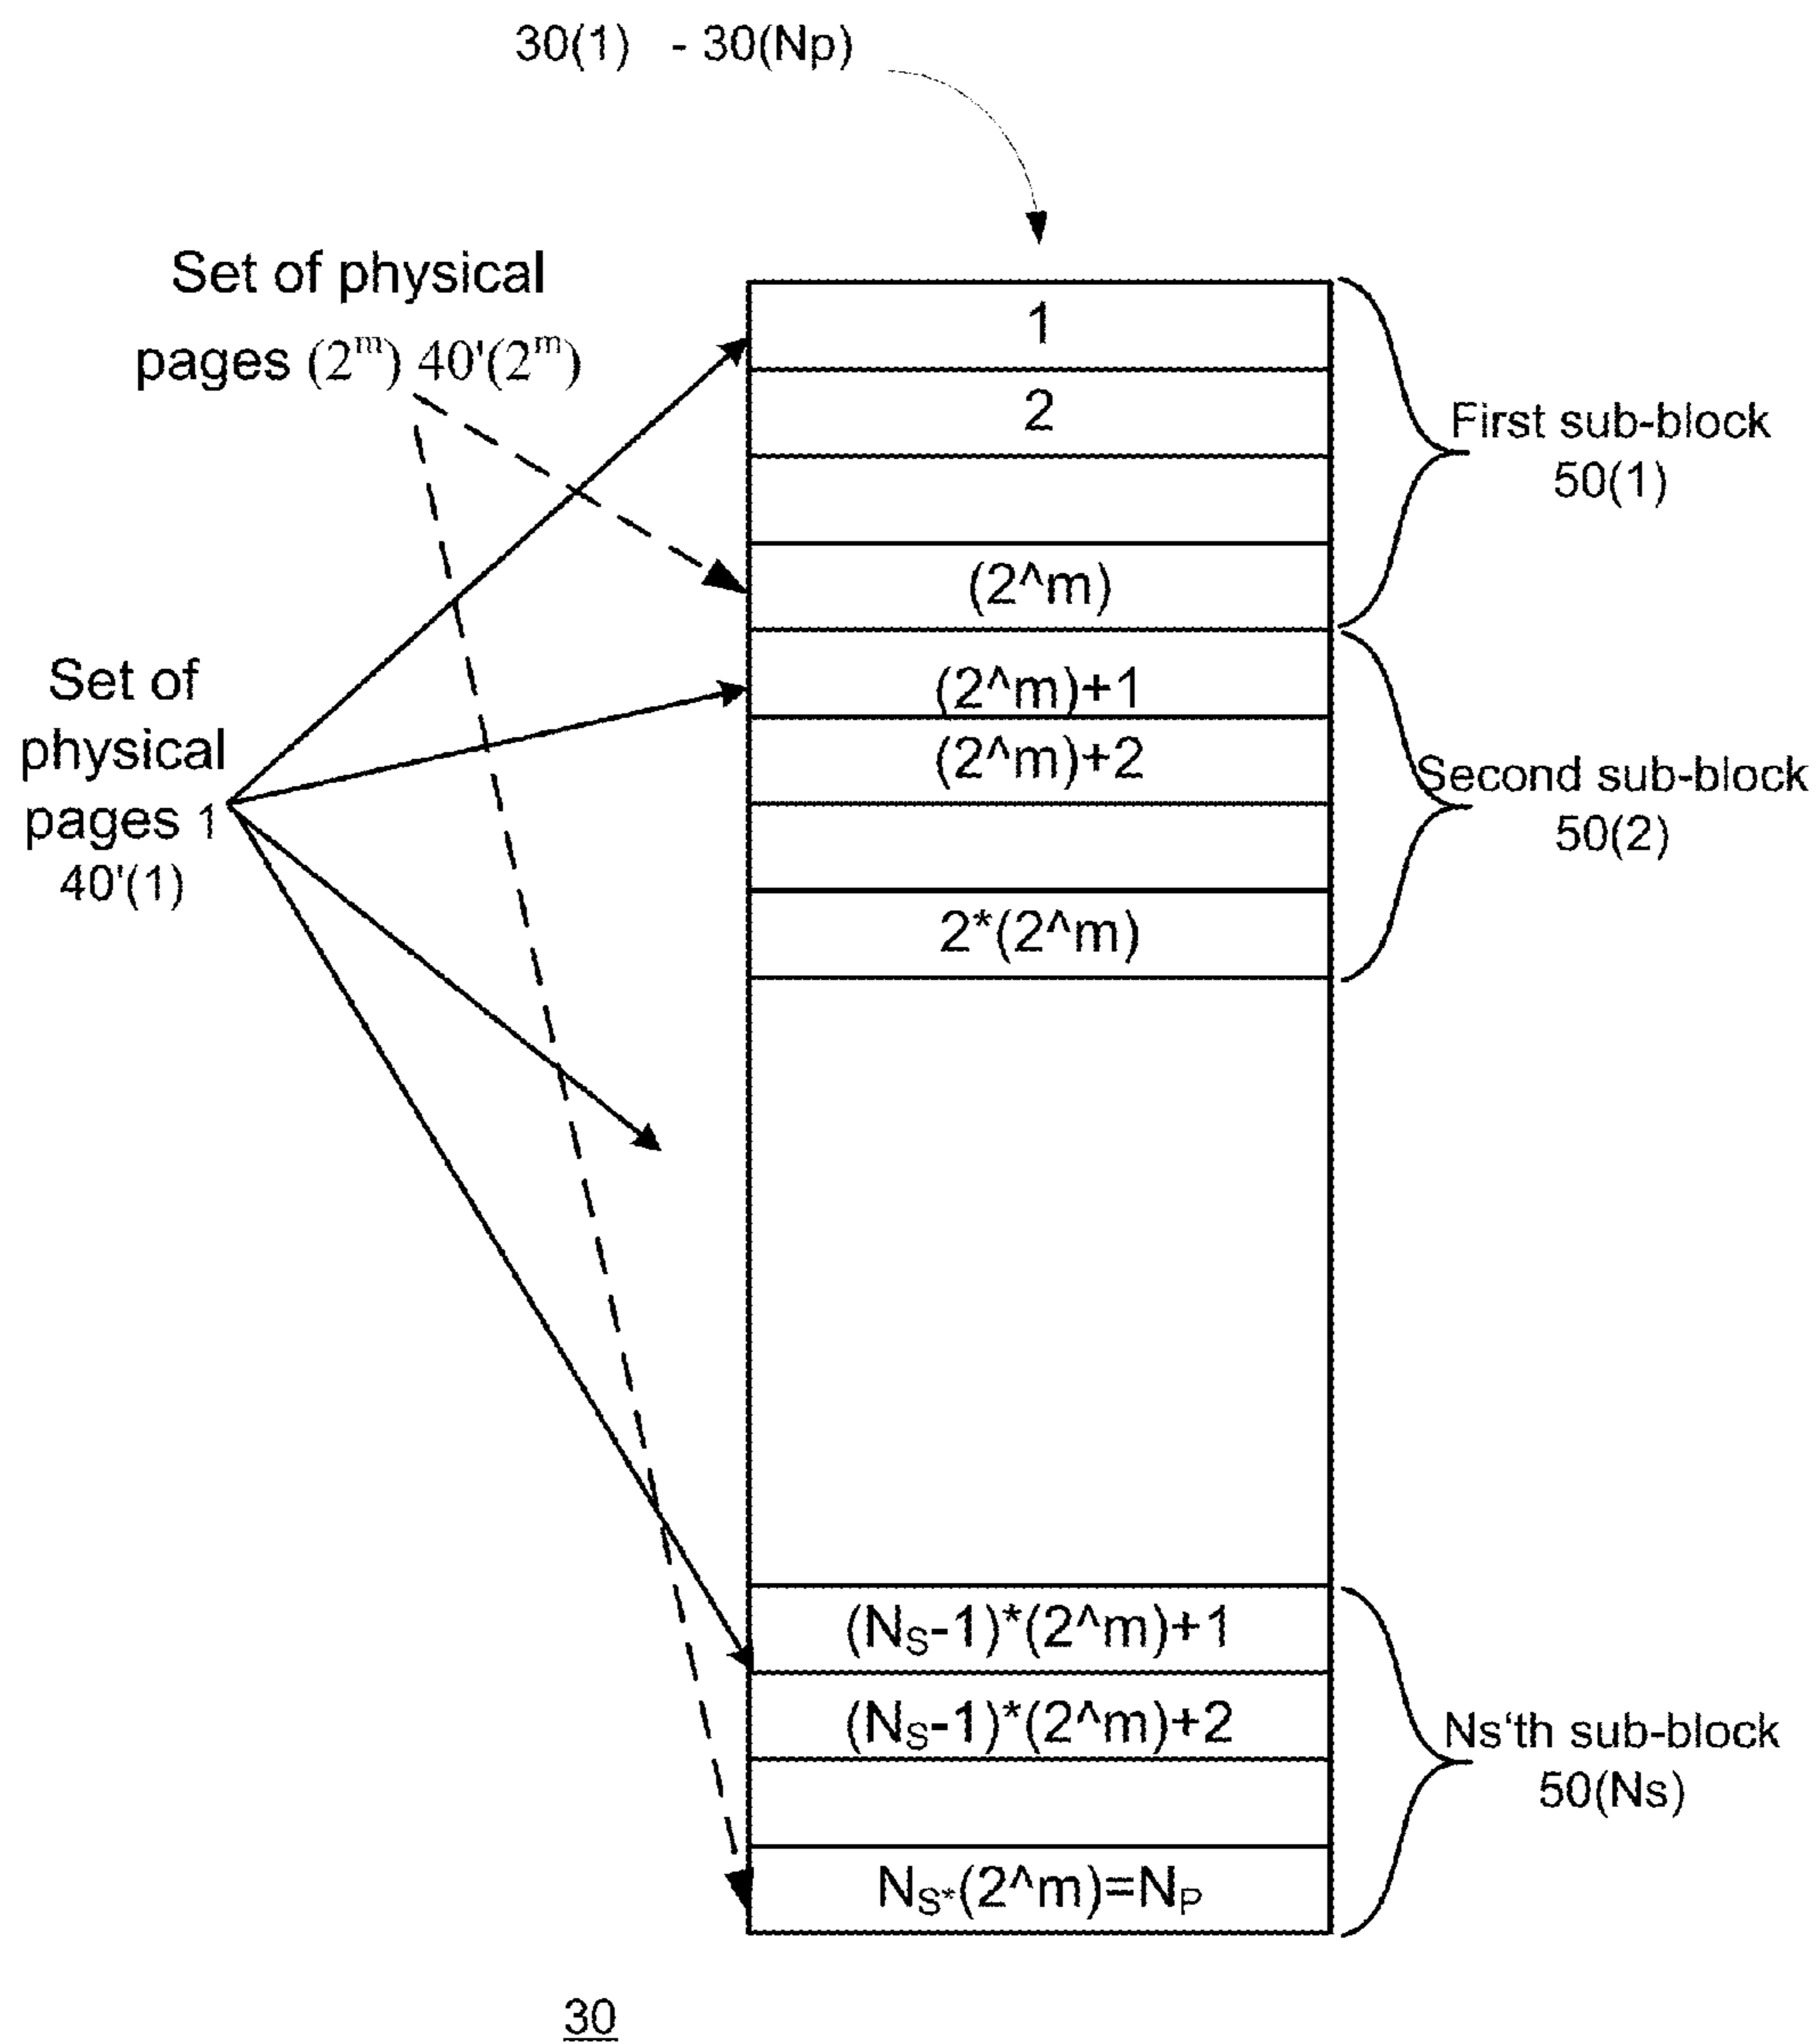 30(1) - 30(Np)
Set of physical
pages (2^m) 40'(2^m)
1
2
First sub-block
50(1)
(2^m)
Set of
physical
pages 1
40'(1)
(2^m)+1
(2^m)+2
Second sub-block
50(2)
2*(2^m)
(NS-1)*(2^m)+1
(NS-1)*(2^m)+2
Ns'th sub-block
50(Ns)
NS*(2^m)=NP
30